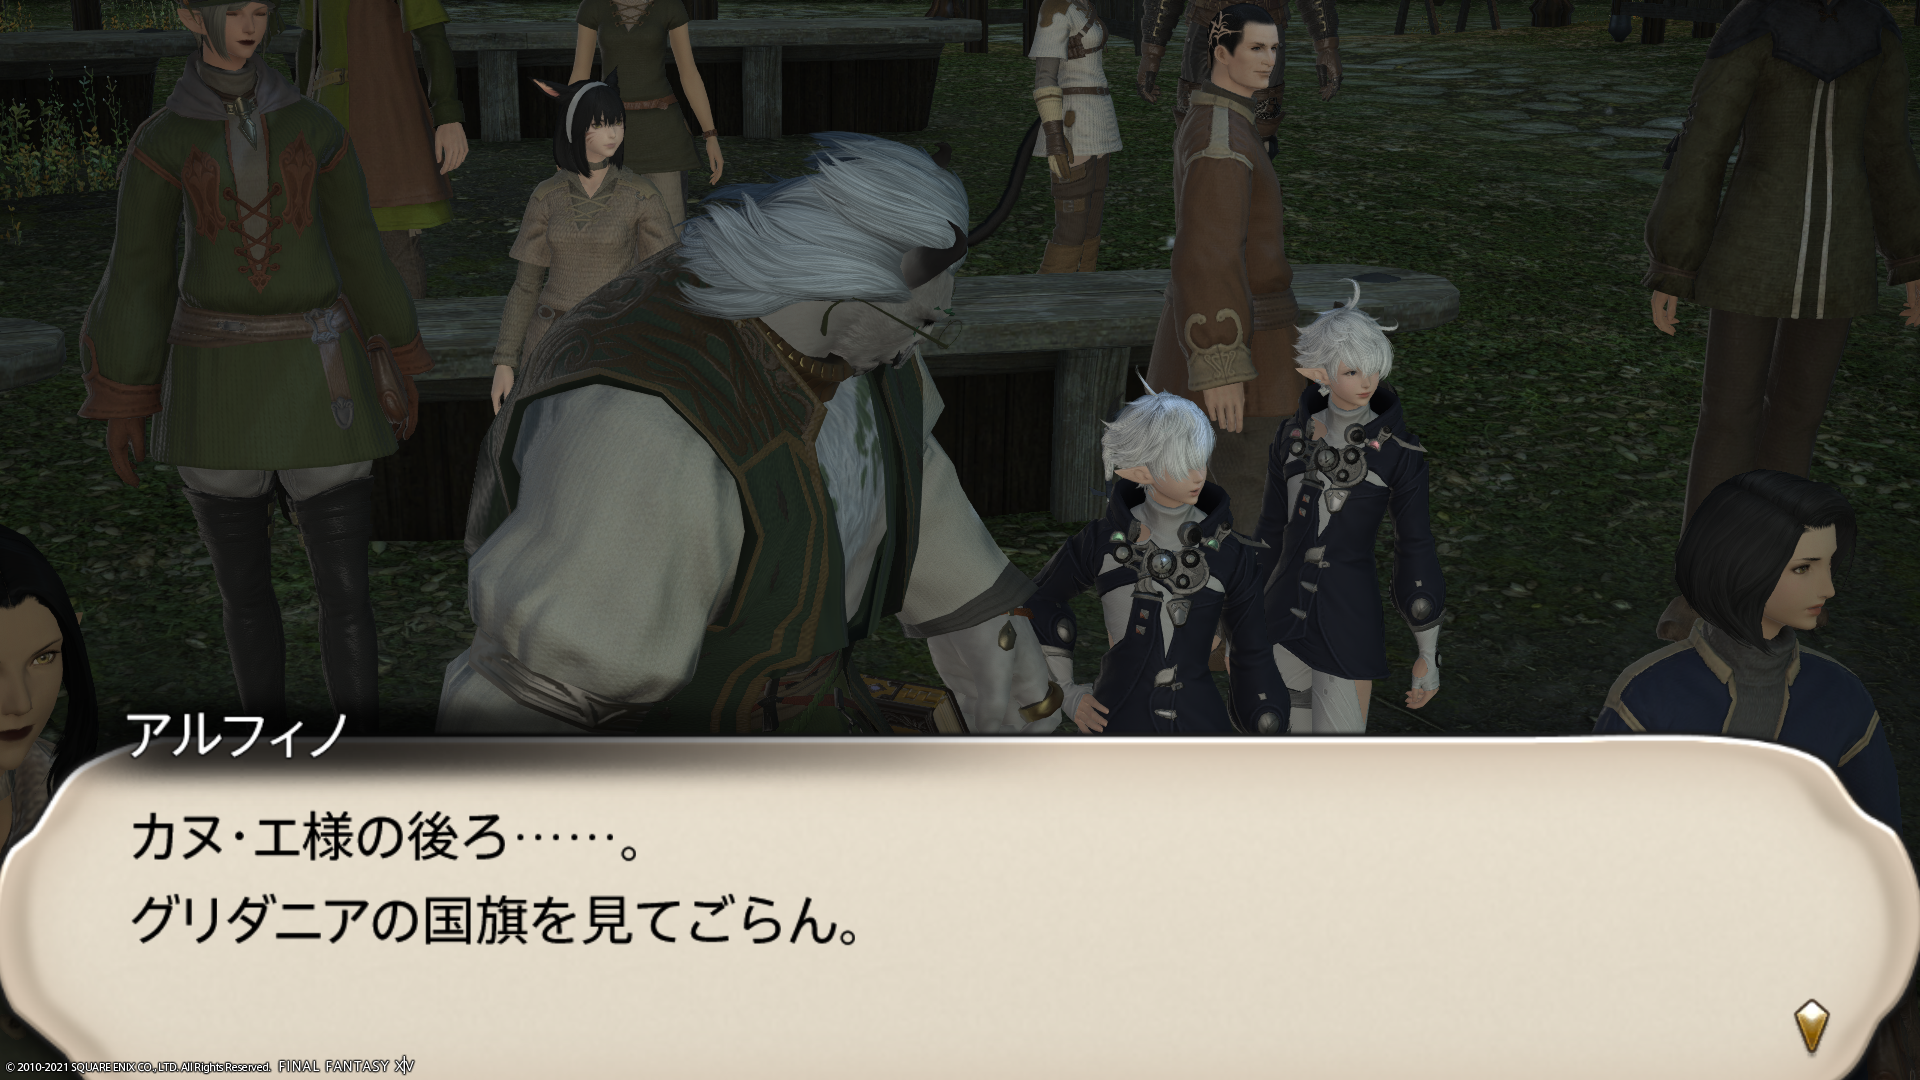 アルフィノ
カヌ・エ様の後ろ……。
グリダニアの国旗を見てごらん。
© 2010-2021 SQUARE ENIX CO., LTD. All Rights Reserved. FINAL FANTASY XIV